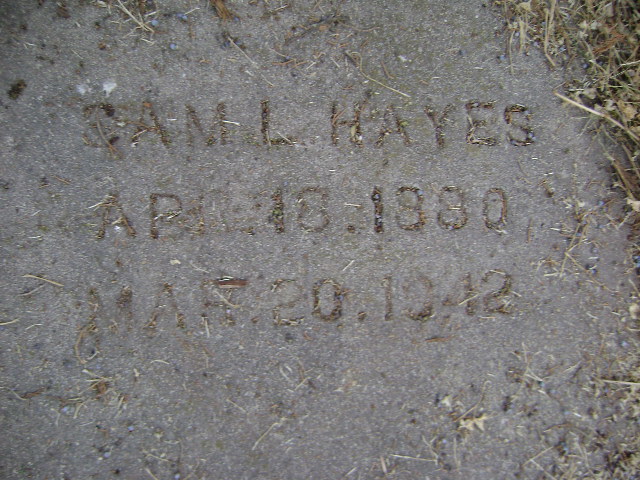 SAM. L. HAYES
APR. 18. 1880
MAR. 20. 1942